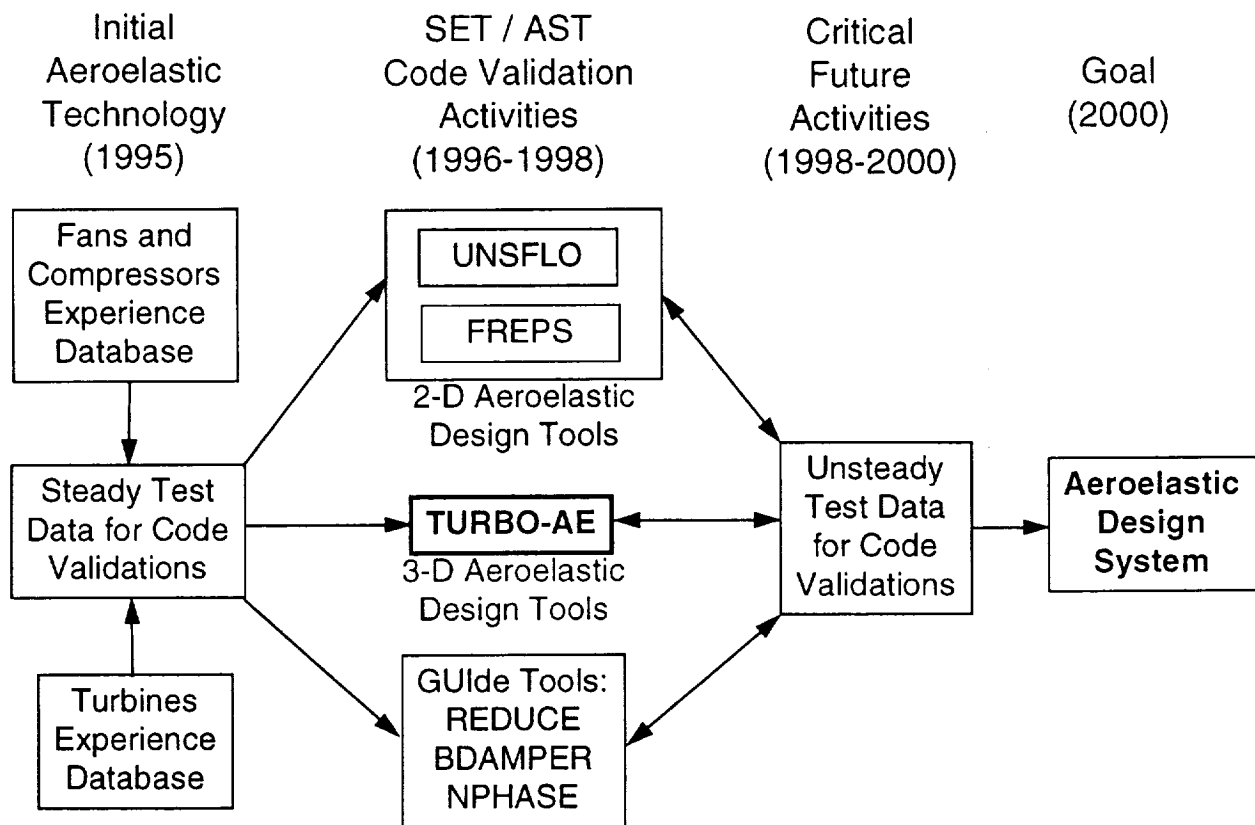 Initial
Aeroelastic
Technology
(1995)
SET / AST
Code Validation
Activities
(1996-1998)
Critical
Future
Activities
(1998-2000)
Goal
(2000)
Fans and
Compressors
Experience
Database
Steady Test
Data for Code
Validations
Turbines
Experience
Database
UNSFLO
FREPS
2-D Aeroelastic
Design Tools
TURBO-AE
3-D Aeroelastic
Design Tools
GUIde Tools:
REDUCE
BDAMPER
NPHASE
Unsteady
Test Data
for Code
Validations
Aeroelastic
Design
System